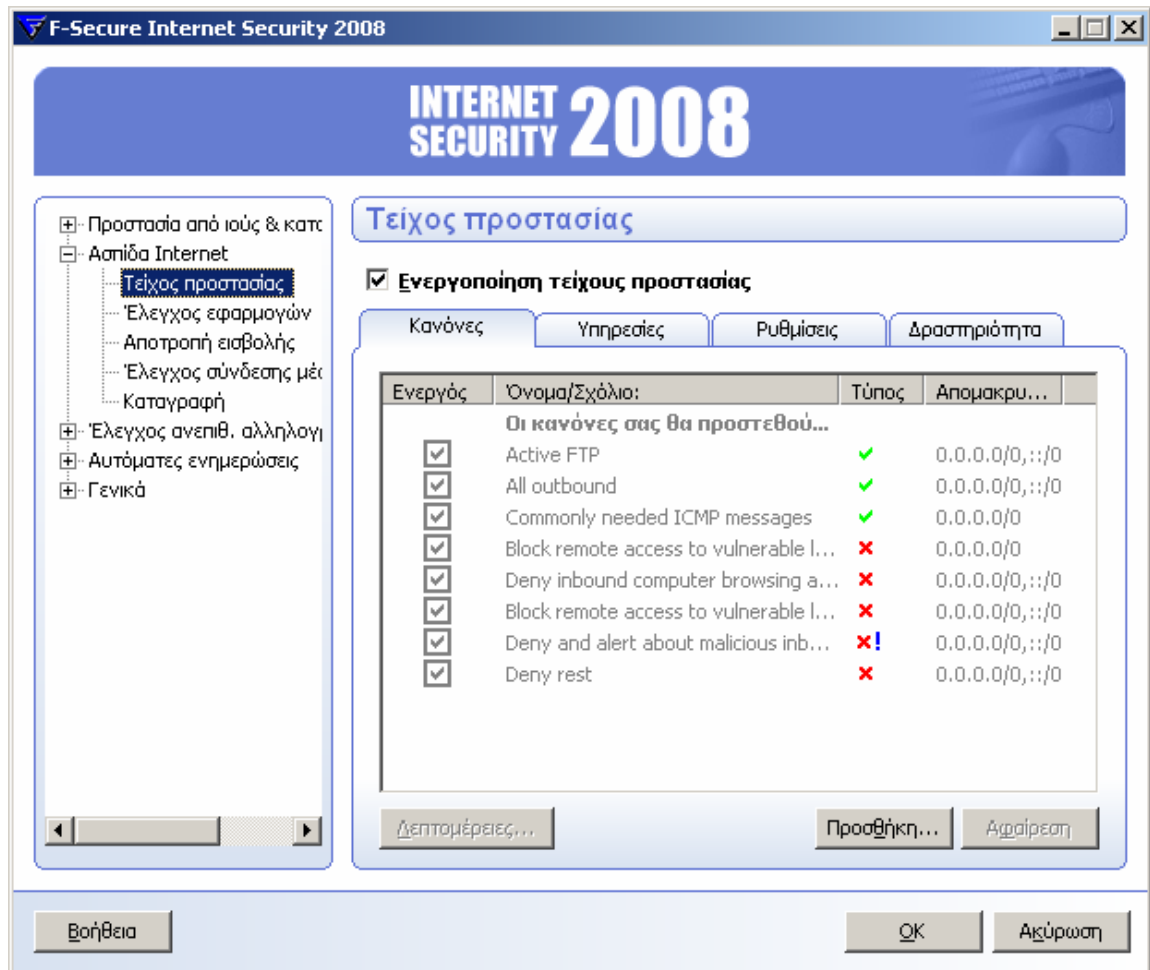 F-Secure Internet Security 2008
INTERNET SECURITY 2008
Προστασία από ιούς & κατα
Ασπίδα Internet
Τείχος προστασίας
Έλεγχος εφαρμογών
Αποτροπή εισβολής
Έλεγχος σύνδεσης μέσ
Καταγραφή
Έλεγχος ανεπιθ. αλληλογρ
Αυτόματες ενημερώσεις
Γενικά
Τείχος προστασίας
Ενεργοποίηση τείχους προστασίας
Κανόνες Υπηρεσίες Ρυθμίσεις Δραστηριότητα
Ενεργός Όνομα/Σχόλιο: Τύπος Απομακρυ...
Οι κανόνες σας θα προστεθού...
Active FTP 0.0.0.0/0,::/0
All outbound 0.0.0.0/0,::/0
Commonly needed ICMP messages 0.0.0.0/0
Block remote access to vulnerable l... 0.0.0.0/0
Deny inbound computer browsing a... 0.0.0.0/0,::/0
Block remote access to vulnerable l... 0.0.0.0/0,::/0
Deny and alert about malicious inb... ! 0.0.0.0/0,::/0
Deny rest 0.0.0.0/0,::/0
Λεπτομέρειες... Προσθήκη... Αφαίρεση
Βοήθεια OK Ακύρωση